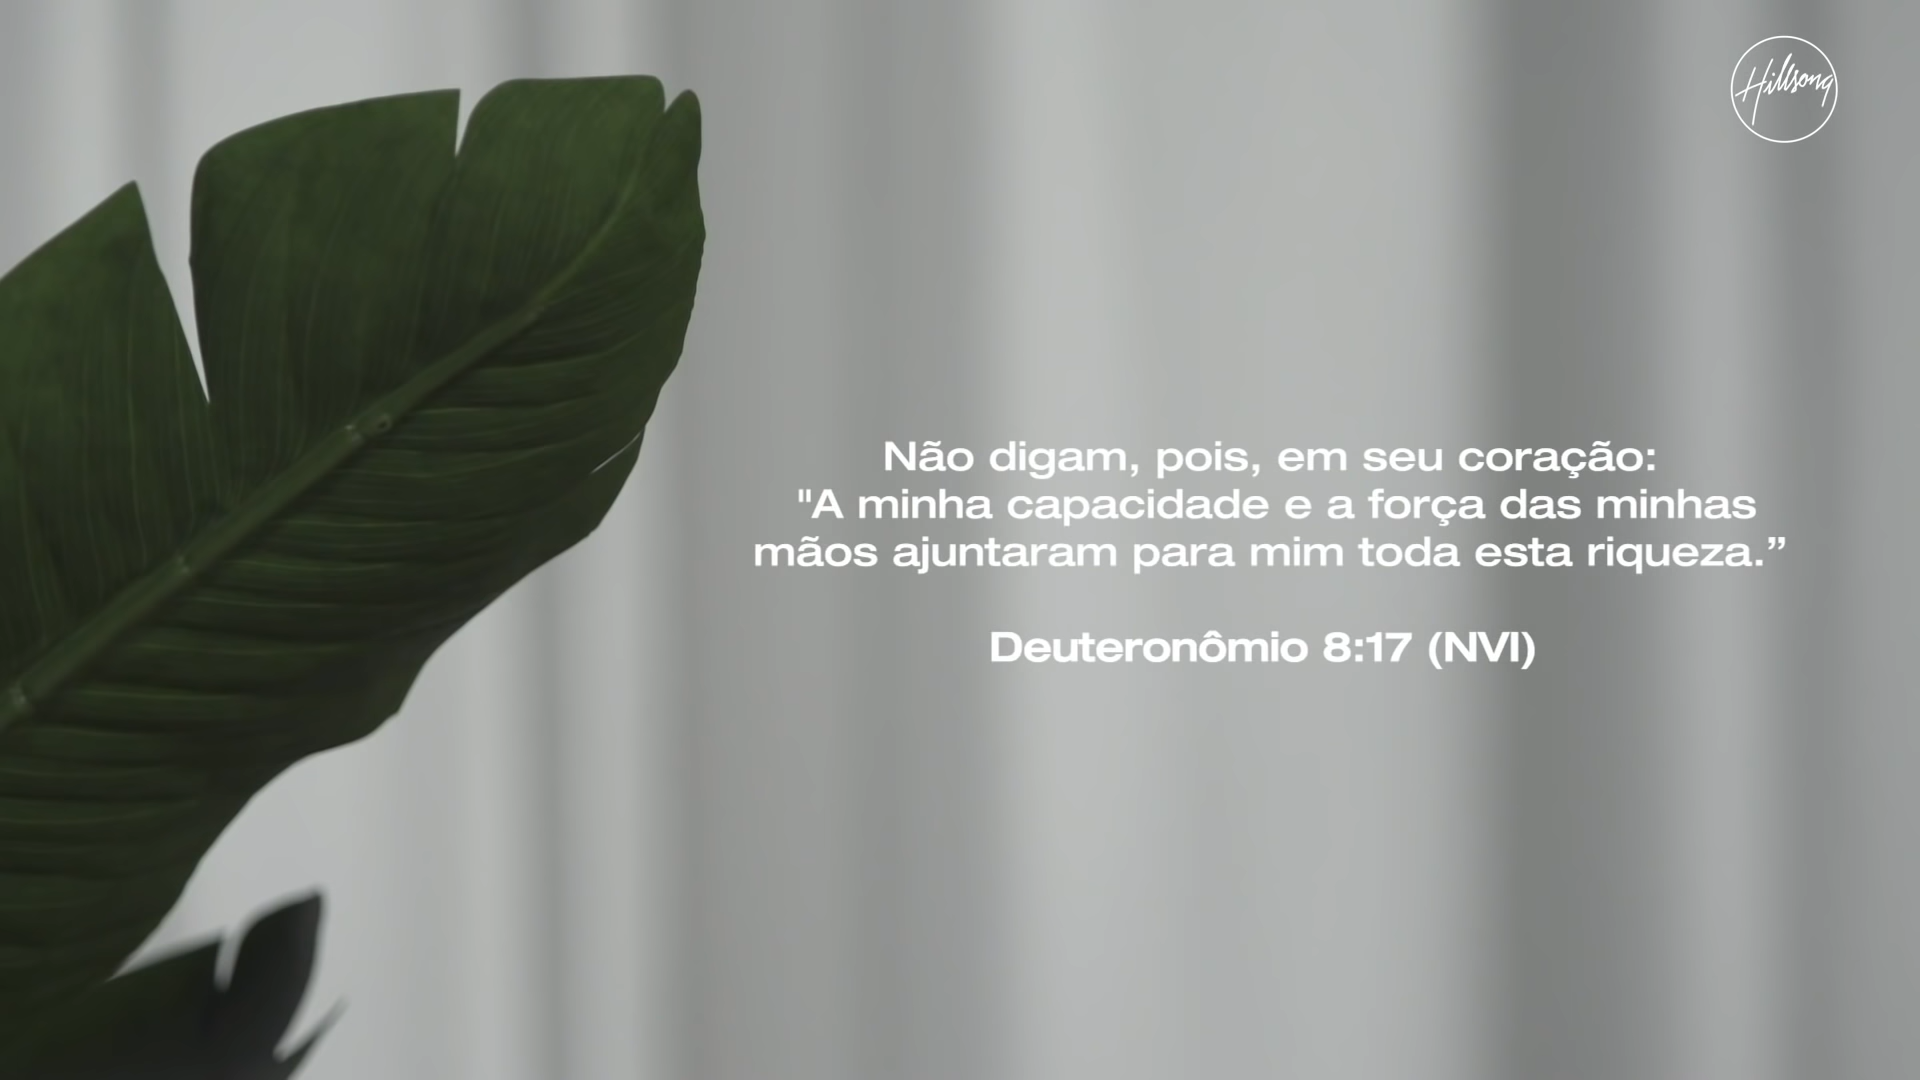 Hillsong
Não digam, pois, em seu coração:
"A minha capacidade e a força das minhas
mãos ajuntaram para mim toda esta riqueza.”
Deuteronômio 8:17 (NVI)